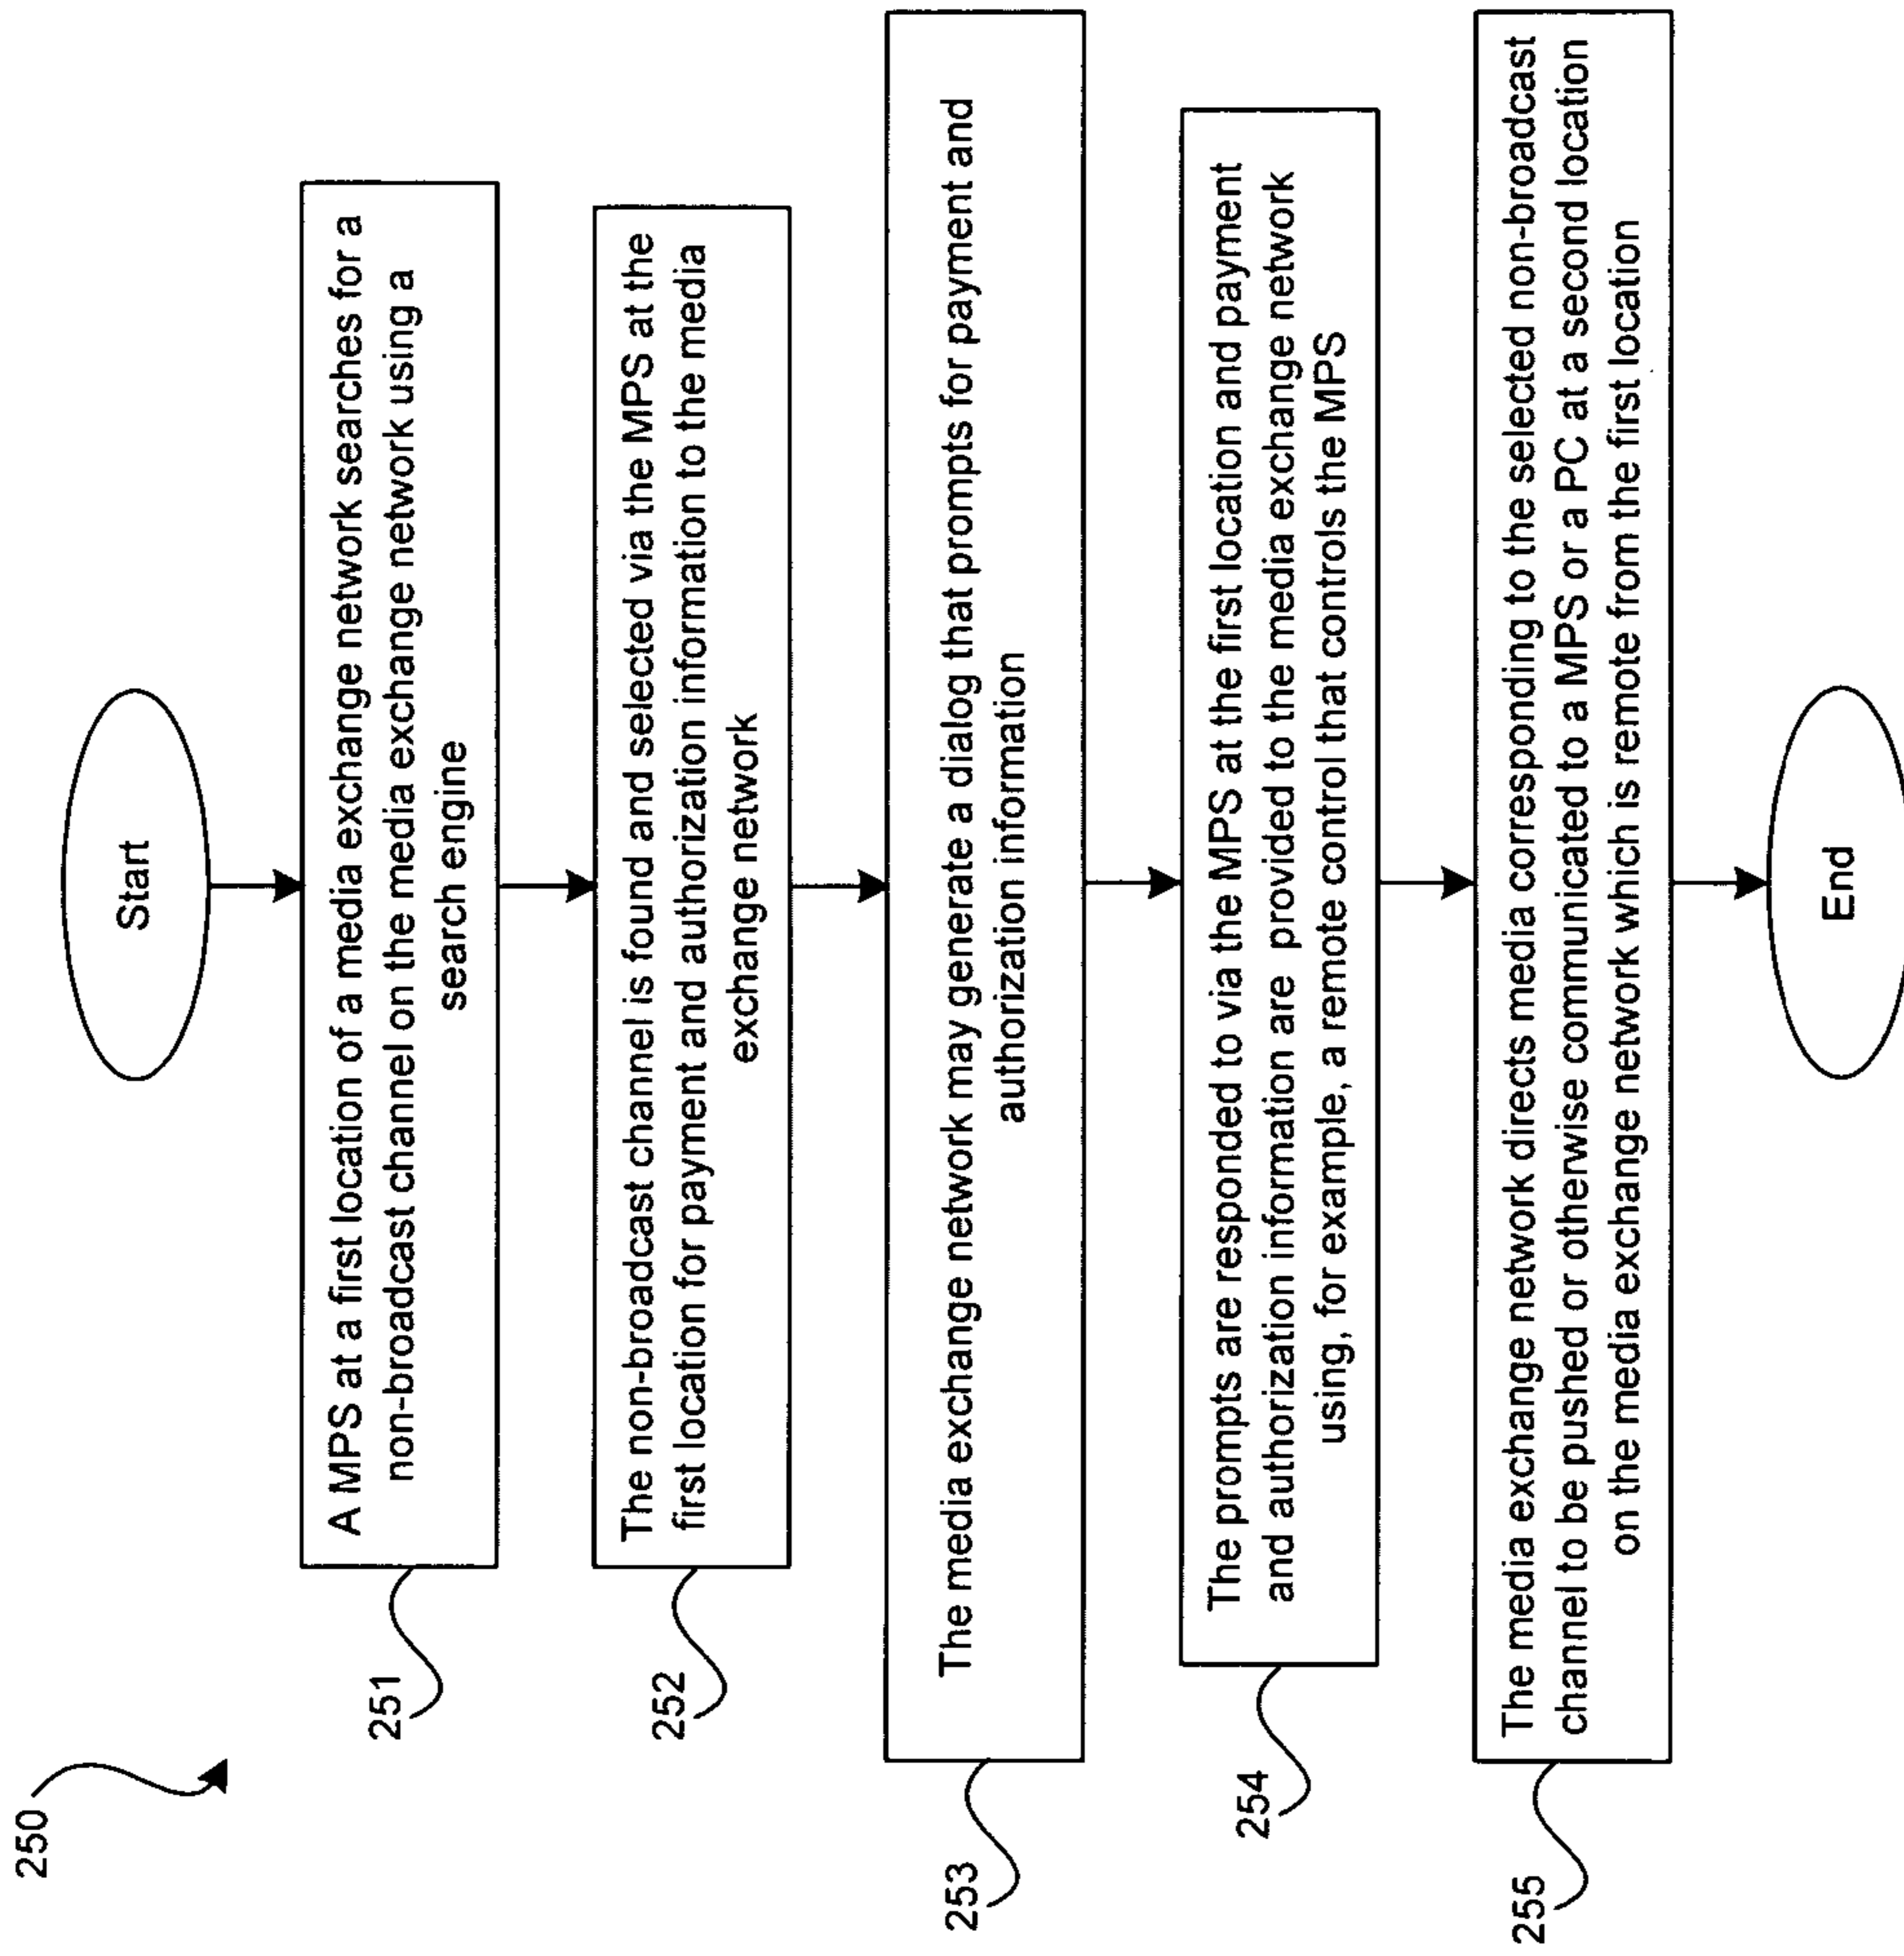 250
Start
251
A MPS at a first location of a media exchange network searches for a
non-broadcast channel on the media exchange network using a
search engine
252
The non-broadcast channel is found and selected via the MPS at the
first location for payment and authorization information to the media
exchange network
253
The media exchange network may generate a dialog that prompts for payment and
authorization information
254
The prompts are responded to via the MPS at the first location and payment
and authorization information are provided to the media exchange network
using, for example, a remote control that controls the MPS
255
The media exchange network directs media corresponding to the selected non-broadcast
channel to be pushed or otherwise communicated to a MPS or a PC at a second location
on the media exchange network which is remote from the first location
End